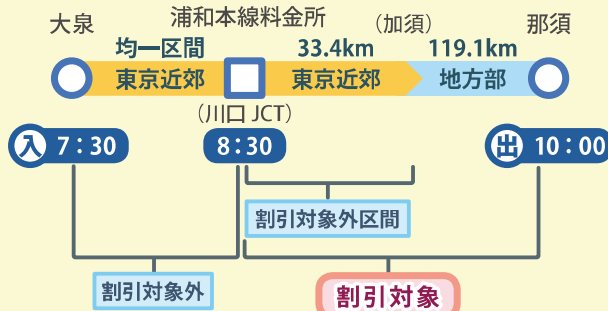 大泉
浦和本線料金所
（加須）
那須
均一区間
33.4km
119.1km
東京近郊
東京近郊
地方部
（川口 JCT）
入 7：30
8：30
出 10：00
割引対象外区間
割引対象外
割引対象